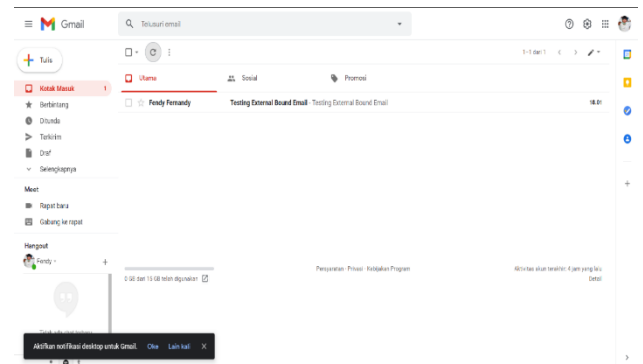 Gmail
Telusuri email
Tulis
1–1 dari 1
Kotak Masuk 1
Berbintang
Ditunda
Terkirim
Draf
Selengkapnya
Utama
Sosial
Promosi
Fendy Fernandy Testing External Bound Email - Testing External Bound Email 16.01
Meet
Rapat baru
Gabung ke rapat
Hangout
Fendy
0 GB dari 15 GB telah digunakan
Persyaratan · Privasi · Kebijakan Program
Aktivitas akun terakhir: 4 jam yang lalu
Detail
Aktifkan notifikasi desktop untuk Gmail. Oke Lain kali X